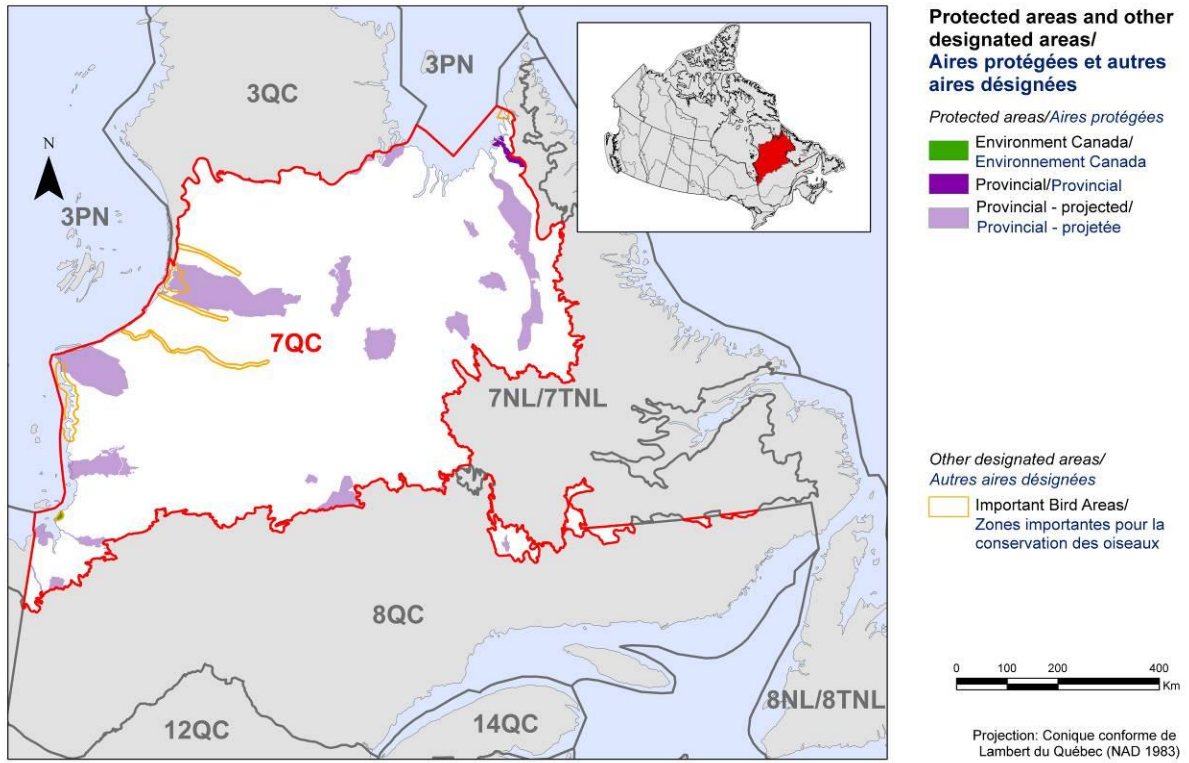 3PN
3QC
N
3PN
7QC
7NL/7TNL
8QC
12QC
14QC
8NL/8TNL
Protected areas and other
designated areas/
Aires protégées et autres
aires désignées
Protected areas/Aires protégées
Environment Canada/
Environnement Canada
Provincial/Provincial
Provincial - projected/
Provincial - projetée
Other designated areas/
Autres aires désignées
Important Bird Areas/
Zones importantes pour la
conservation des oiseaux
0 100 200 400
Km
Projection: Conique conforme de
Lambert du Québec (NAD 1983)